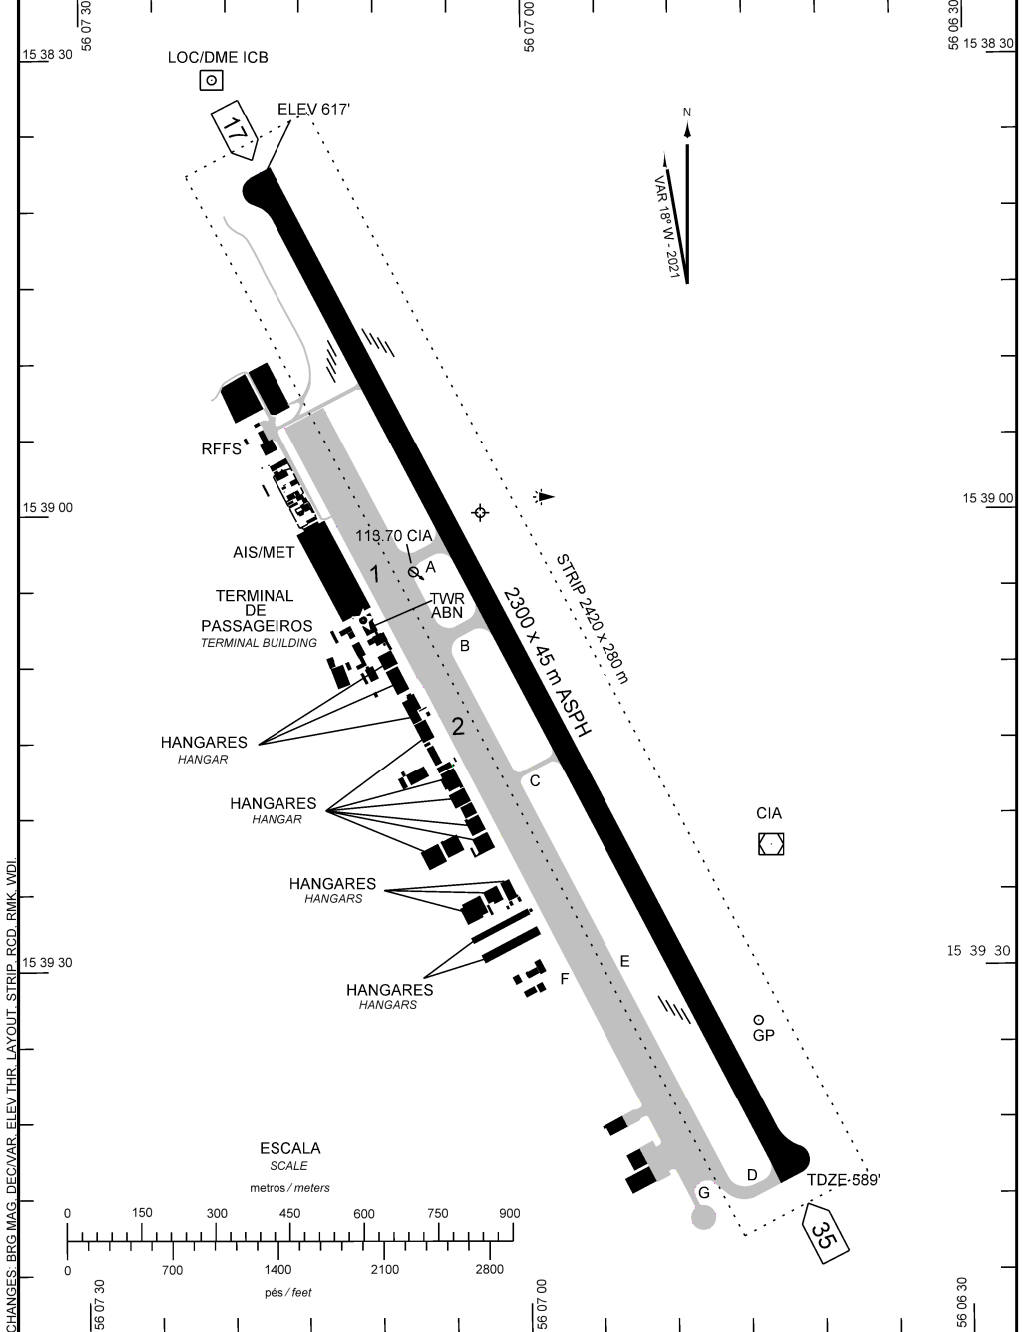 56 07 30
56 07 00
56 06 30
15 38 30
15 38 30
LOC/DME ICB
17
ELEV 617'
N
VAR 18º W - 2021
RFFS
15 39 00
15 39 00
113.70 CIA
AIS/MET
1
A
TERMINAL
DE
PASSAGEIROS
TERMINAL BUILDING
TWR
ABN
STRIP 2420 x 280 m
2300 x 45 m ASPH
B
2
HANGARES
HANGAR
C
HANGARES
HANGAR
CIA
HANGARES
HANGARS
15 39 30
15 39 30
E
F
HANGARES
HANGARS
GP
CHANGES: BRG MAG, DEC/VAR, ELEV THR, LAYOUT, STRIP, RCD, RMK, WDI.
ESCALA
SCALE
metros / meters
D
TDZE-589'
G
35
0 150 300 450 600 750 900
0 700 1400 2100 2800
pés / feet
56 07 30
56 07 00
56 06 30